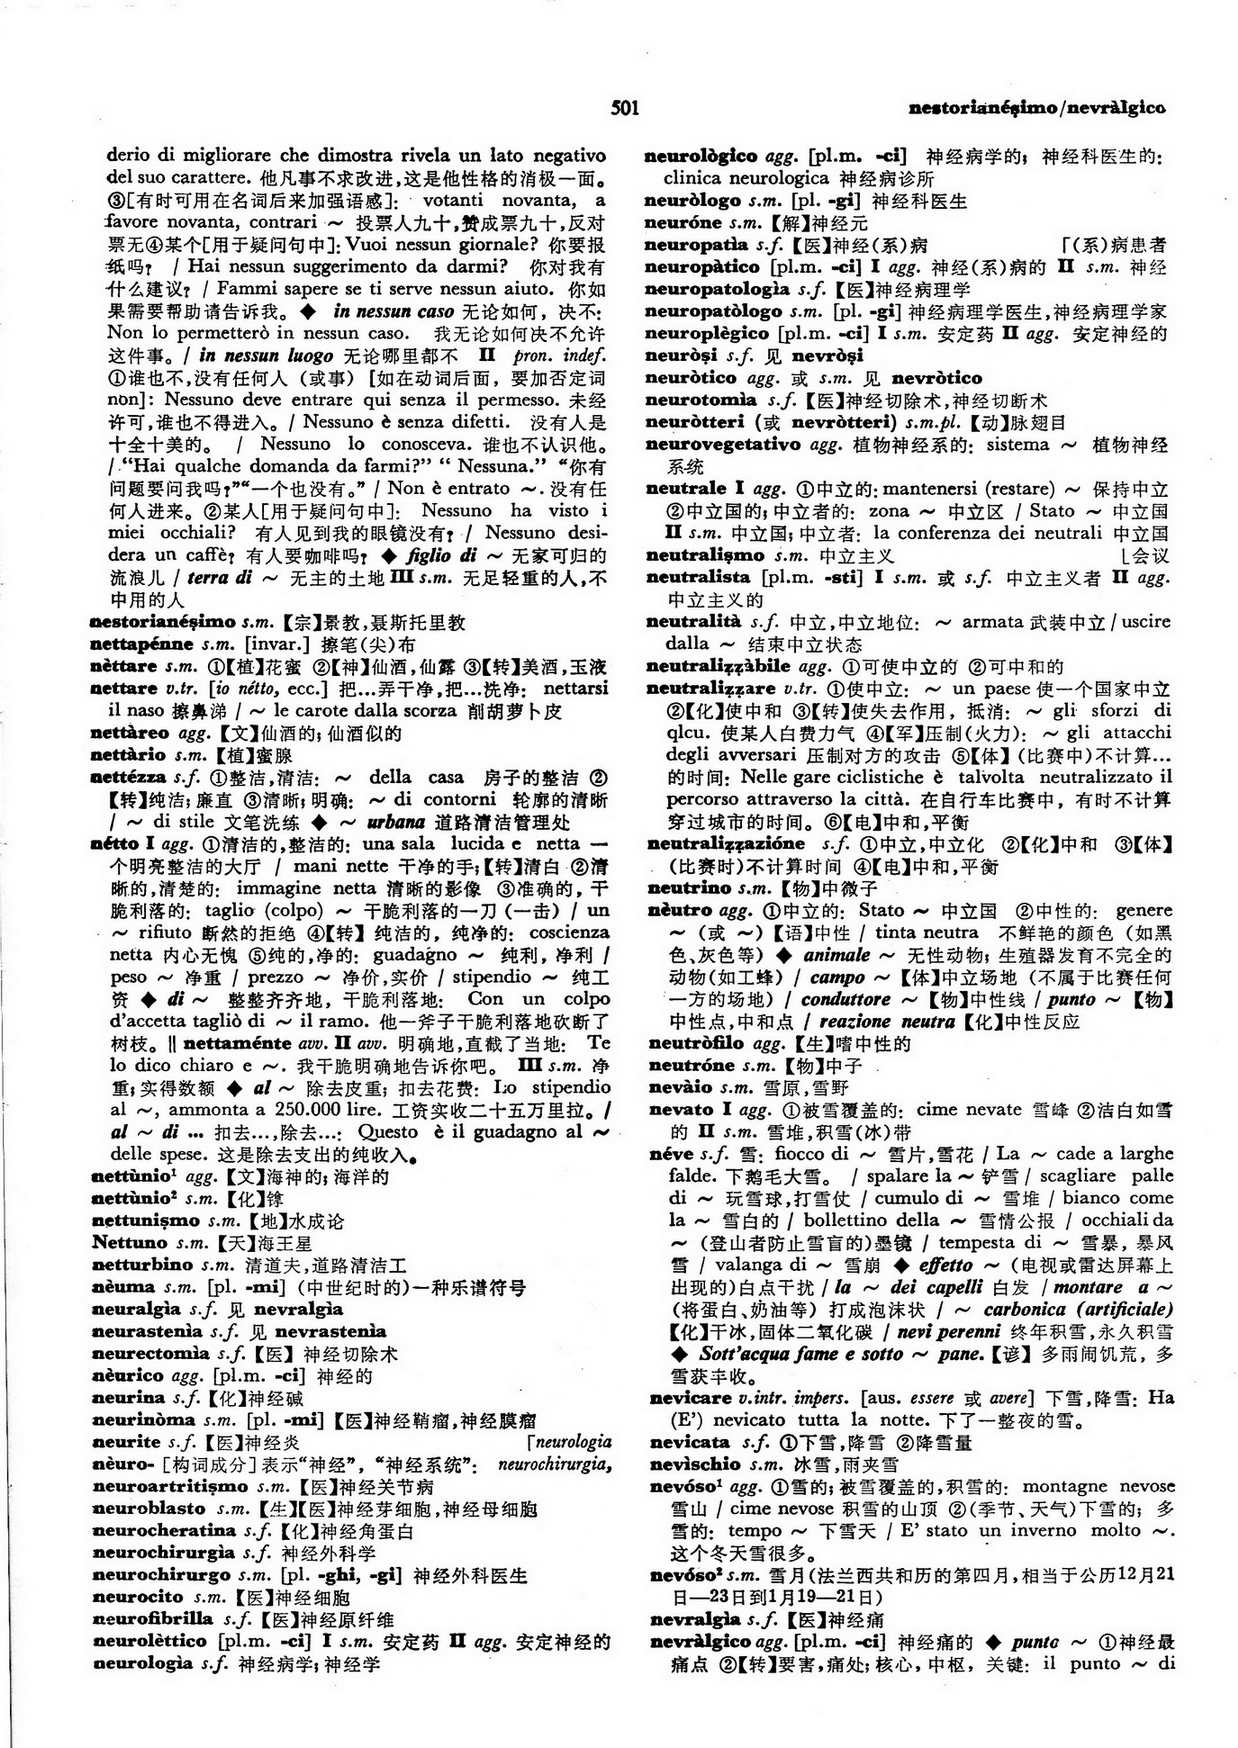 501
nestorianéṣimo/nevràlgico
derio di migliorare che dimostra rivela un lato negativo
del suo carattere. 他凡事不求改进,这是他性格的消极一面。
③[有时可用在名词后来加强语感]: votanti novanta, a
favore novanta, contrari ~ 投票人九十,赞成票九十,反对
票无④某个[用于疑问句中]: Vuoi nessun giornale? 你要报
纸吗? / Hai nessun suggerimento da darmi? 你对我有
什么建议? / Fammi sapere se ti serve nessun aiuto. 你如
果需要帮助请告诉我。◆ in nessun caso 无论如何, 决不:
Non lo permetterò in nessun caso. 我无论如何决不允许
这件事。/ in nessun luogo 无论哪里都不 II pron. indef.
①谁也不,没有任何人 (或事) [如在动词后面, 要加否定词
non]: Nessuno deve entrare qui senza il permesso. 未经
许可,谁也不得进入。/ Nessuno è senza difetti. 没有人是
十全十美的。 / Nessuno lo conosceva. 谁也不认识他。
/ “Hai qualche domanda da farmi?” “ Nessuna.” “你有
问题要问我吗?”“一个也没有。” / Non è entrato ~. 没有任
何人进来。②某人[用于疑问句中]: Nessuno ha visto i
miei occhiali? 有人见到我的眼镜没有? / Nessuno desi-
dera un caffè? 有人要咖啡吗? ◆ figlio di ~ 无家可归的
流浪儿 / terra di ~ 无主的土地 III s.m. 无足轻重的人,不
中用的人
nestorianéṣimo s.m. 【宗】景教,聂斯托里教
nettapénne s.m. [invar.] 擦笔(尖)布
nèttare s.m. ①【植】花蜜 ②【神】仙酒,仙露 ③【转】美酒,玉液
nettare v.tr. [io nétto, ecc.] 把…弄干净,把…洗净: nettarsi
il naso 擦鼻涕 / ~ le carote dalla scorza 削胡萝卜皮
nettàreo agg. 【文】仙酒的; 仙酒似的
nettàrio s.m. 【植】蜜腺
nettézza s.f. ①整洁,清洁: ~ della casa 房子的整洁 ②
【转】纯洁; 廉直 ③清晰; 明确: ~ di contorni 轮廓的清晰
/ ~ di stile 文笔洗练 ◆ ~ urbana 道路清洁管理处
nétto I agg. ①清洁的,整洁的: una sala lucida e netta 一
个明亮整洁的大厅 / mani nette 干净的手;【转】清白 ②清
晰的,清楚的: immagine netta 清晰的影像 ③准确的, 干
脆利落的: taglio (colpo) ~ 干脆利落的一刀 (一击) / un
~ rifiuto 断然的拒绝 ④【转】 纯洁的, 纯净的: coscienza
netta 内心无愧 ⑤纯的,净的: guadagno ~ 纯利, 净利 /
peso ~ 净重 / prezzo ~ 净价,实价 / stipendio ~ 纯工
资 ◆ di ~ 整整齐齐地, 干脆利落地: Con un colpo
d’accetta tagliò di ~ il ramo. 他一斧子干脆利落地砍断了
树枝。|| nettaménte avv. II avv. 明确地,直截了当地: Te
lo dico chiaro e ~. 我干脆明确地告诉你吧。 III s.m. 净
重; 实得数额 ◆ al ~ 除去皮重; 扣去花费: Lo stipendio
al ~, ammonta a 250.000 lire. 工资实收二十五万里拉。/
al ~ di ... 扣去…,除去…: Questo è il guadagno al ~
delle spese. 这是除去支出的纯收入。
nettùnio¹ agg. 【文】海神的; 海洋的
nettùnio² s.m. 【化】镎
nettuniṣmo s.m. 【地】水成论
Nettuno s.m. 【天】海王星
netturbino s.m. 清道夫,道路清洁工
nèuma s.m. [pl. -mi] (中世纪时的)一种乐谱符号
neuralgìa s.f. 见 nevralgìa
neurastenìa s.f. 见 nevrastenìa
neurectomìa s.f. 【医】 神经切除术
nèurico agg. [pl.m. -ci] 神经的
neurina s.f. 【化】神经碱
neurinòma s.m. [pl. -mi] 【医】神经鞘瘤,神经膜瘤
neurite s.f. 【医】神经炎 ⌈neurologia
nèuro- [构词成分] 表示“神经”, “神经系统”: neurochirurgia,
neuroartritiṣmo s.m. 【医】神经关节病
neuroblasto s.m. 【生】【医】神经芽细胞,神经母细胞
neurocheratina s.f. 【化】神经角蛋白
neurochirurgìa s.f. 神经外科学
neurochirurgo s.m. [pl. -ghi, -gi] 神经外科医生
neurocito s.m. 【医】神经细胞
neurofibrilla s.f. 【医】神经原纤维
neurolèttico [pl.m. -ci] I s.m. 安定药 II agg. 安定神经的
neurologìa s.f. 神经病学; 神经学
neurològico agg. [pl.m. -ci] 神经病学的; 神经科医生的:
clinica neurologica 神经病诊所
neuròlogo s.m. [pl. -gi] 神经科医生
neuróne s.m. 【解】神经元
neuropatìa s.f. 【医】神经(系)病 ⌈(系)病患者
neuropàtico [pl.m. -ci] I agg. 神经(系)病的 II s.m. 神经
neuropatologìa s.f. 【医】神经病理学
neuropatòlogo s.m. [pl. -gi] 神经病理学医生,神经病理学家
neuroplègico [pl.m. -ci] I s.m. 安定药 II agg. 安定神经的
neuròṣi s.f. 见 nevròṣi
neuròtico agg. 或 s.m. 见 nevròtico
neurotomìa s.f. 【医】神经切除术,神经切断术
neuròtteri (或 nevròtteri) s.m.pl. 【动】脉翅目
neurovegetativo agg. 植物神经系的: sistema ~ 植物神经
系统
neutrale I agg. ①中立的: mantenersi (restare) ~ 保持中立
②中立国的; 中立者的: zona ~ 中立区 / Stato ~ 中立国
II s.m. 中立国; 中立者: la conferenza dei neutrali 中立国
neutraliṣmo s.m. 中立主义 ⌊会议
neutralista [pl.m. -sti] I s.m. 或 s.f. 中立主义者 II agg.
中立主义的
neutralità s.f. 中立,中立地位: ~ armata 武装中立 / uscire
dalla ~ 结束中立状态
neutraliẓẓàbile agg. ①可使中立的 ②可中和的
neutraliẓẓare v.tr. ①使中立: ~ un paese 使一个国家中立
②【化】使中和 ③【转】使失去作用, 抵消: ~ gli sforzi di
qlcu. 使某人白费力气 ④【军】压制(火力): ~ gli attacchi
degli avversari 压制对方的攻击 ⑤【体】 (比赛中)不计算…
的时间: Nelle gare ciclistiche è talvolta neutralizzato il
percorso attraverso la città. 在自行车比赛中, 有时不计算
穿过城市的时间。⑥【电】中和,平衡
neutraliẓẓazióne s.f. ①中立,中立化 ②【化】中和 ③【体】
(比赛时)不计算时间 ④【电】中和,平衡
neutrino s.m. 【物】中微子
nèutro agg. ①中立的: Stato ~ 中立国 ②中性的: genere
~ (或 ~) 【语】中性 / tinta neutra 不鲜艳的颜色 (如黑
色、灰色等) ◆ animale ~ 无性动物; 生殖器发育不完全的
动物(如工蜂) / campo ~ 【体】中立场地 (不属于比赛任何
一方的场地) / conduttore ~ 【物】中性线 / punto ~ 【物】
中性点,中和点 / reazione neutra 【化】中性反应
neutròfilo agg. 【生】嗜中性的
neutróne s.m. 【物】中子
nevàio s.m. 雪原,雪野
nevato I agg. ①被雪覆盖的: cime nevate 雪峰 ②洁白如雪
的 II s.m. 雪堆,积雪(冰)带
néve s.f. 雪: fiocco di ~ 雪片,雪花 / La ~ cade a larghe
falde. 下鹅毛大雪。 / spalare la ~ 铲雪 / scagliare palle
di ~ 玩雪球,打雪仗 / cumulo di ~ 雪堆 / bianco come
la ~ 雪白的 / bollettino della ~ 雪情公报 / occhiali da
~ (登山者防止雪盲的)墨镜 / tempesta di ~ 雪暴, 暴风
雪 / valanga di ~ 雪崩 ◆ effetto ~ (电视或雷达屏幕上
出现的)白点干扰 / la ~ dei capelli 白发 / montare a ~
(将蛋白、奶油等) 打成泡沫状 / ~ carbonica (artificiale)
【化】干冰,固体二氧化碳 / nevi perenni 终年积雪,永久积雪
◆ Sott’acqua fame e sotto ~ pane. 【谚】 多雨闹饥荒, 多
雪获丰收。
nevicare v.intr. impers. [aus. essere 或 avere] 下雪,降雪: Ha
(E’) nevicato tutta la notte. 下了一整夜的雪。
nevicata s.f. ①下雪,降雪 ②降雪量
nevìschio s.m. 冰雪,雨夹雪
nevóso¹ agg. ①雪的; 被雪覆盖的,积雪的: montagne nevose
雪山 / cime nevose 积雪的山顶 ②(季节、天气)下雪的; 多
雪的: tempo ~ 下雪天 / E’ stato un inverno molto ~.
这个冬天雪很多。
nevóso² s.m. 雪月(法兰西共和历的第四月,相当于公历12月21
日—23日到1月19—21日)
nevralgìa s.f. 【医】神经痛
nevràlgico agg. [pl.m. -ci] 神经痛的 ◆ punto ~ ①神经最
痛点 ②【转】要害,痛处; 核心, 中枢, 关键: il punto ~ di